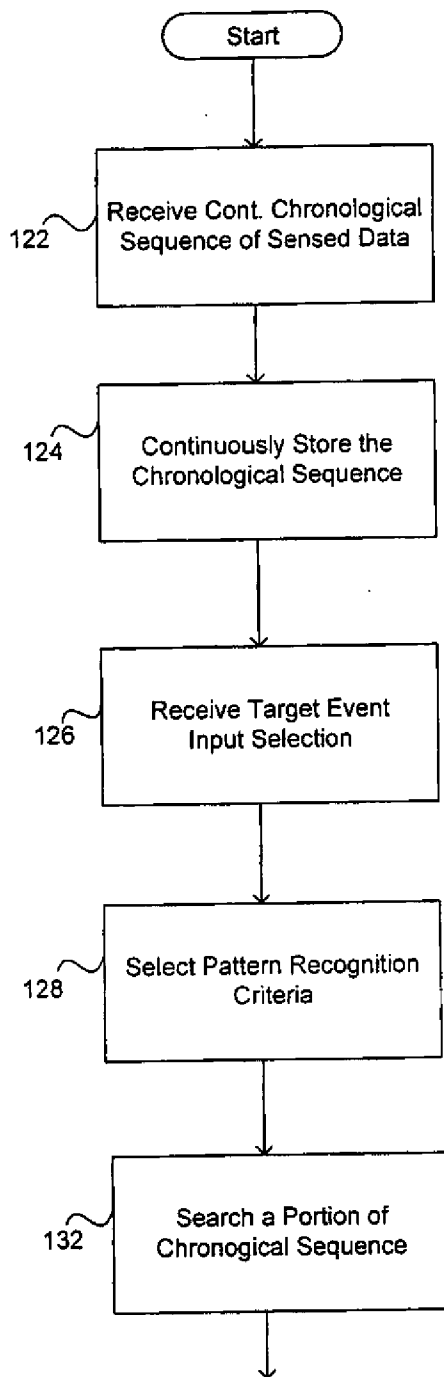 Start
122
Receive Cont. Chronological
Sequence of Sensed Data
124
Continuously Store the
Chronological Sequence
126
Receive Target Event
Input Selection
128
Select Pattern Recognition
Criteria
132
Search a Portion of
Chronogical Sequence